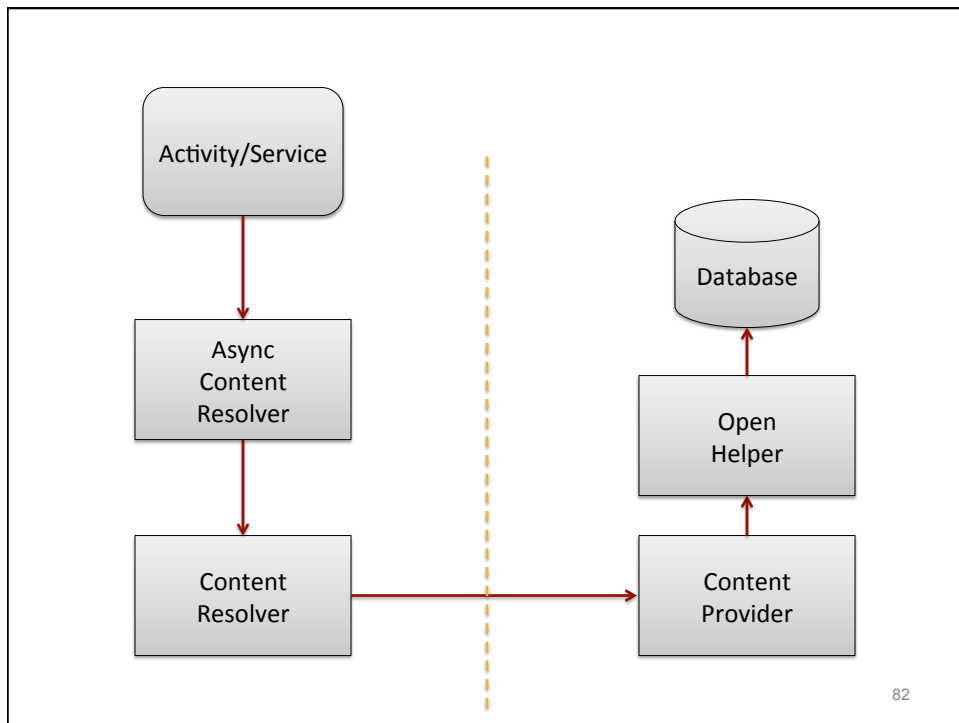 Activity/Service
Async
Content
Resolver
Content
Resolver
Database
Open
Helper
Content
Provider
82